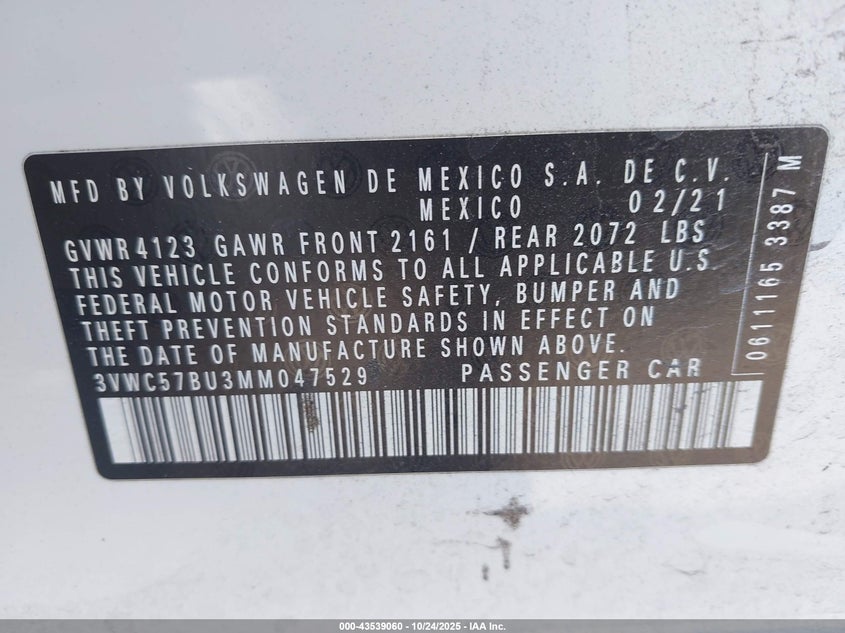 MFD BY VOLKSWAGEN DE MEXICO S.A. DE C.V.
MEXICO 02/21
GVWR4123 GAWR FRONT 2161 / REAR 2072 LBS
THIS VEHICLE CONFORMS TO ALL APPLICABLE U.S
FEDERAL MOTOR VEHICLE SAFETY, BUMPER AND
THEFT PREVENTION STANDARDS IN EFFECT ON
THE DATE OF MANUFACTURE SHOWN ABOVE.
3VWC57BU3MM047529 PASSENGER CAR
0611165 3387 M
000-43539060 - 10/24/2025 - IAA Inc.